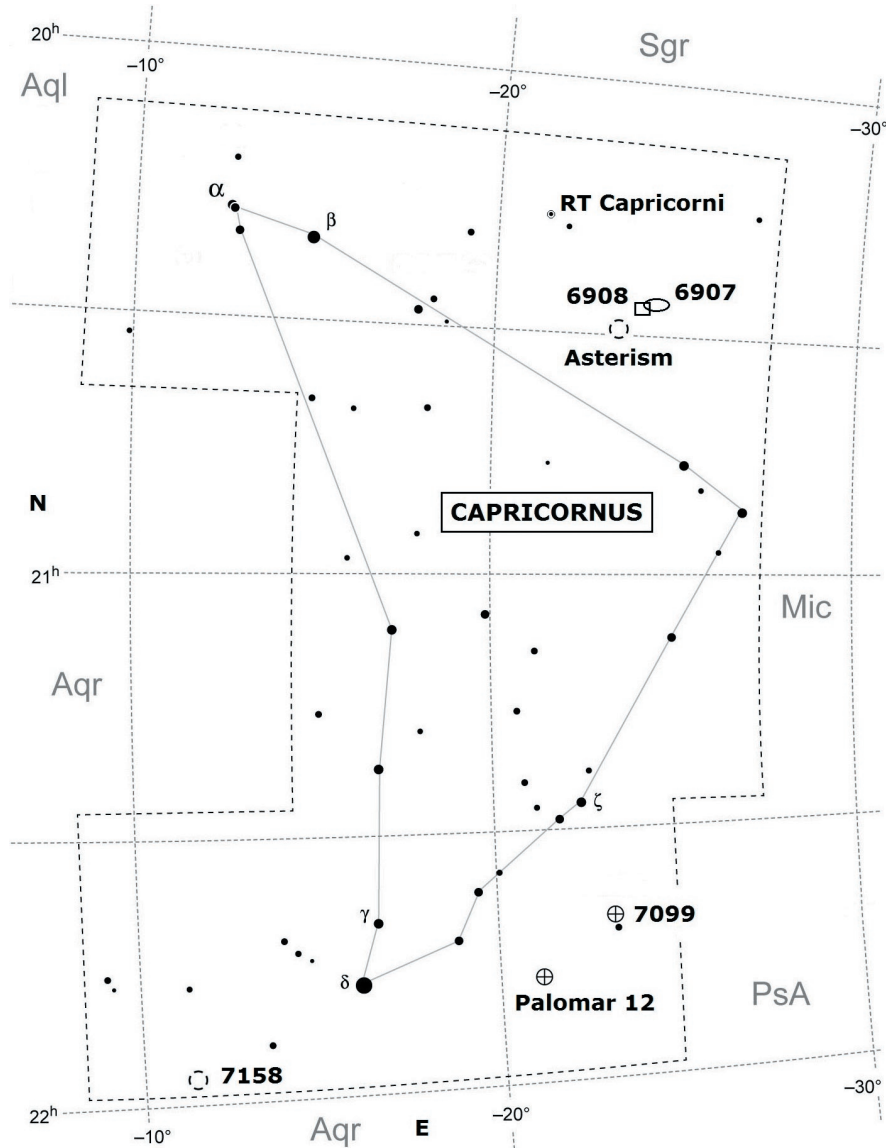 20ʰ
Sgr
–10°
–20°
Aql
–30°
α
β
RT Capricorni
6908
6907
Asterism
N
CAPRICORNUS
21ʰ
Mic
Aqr
ζ
γ
7099
δ
Palomar 12
PsA
7158
22ʰ
–30°
–10°
–20°
Aqr
E